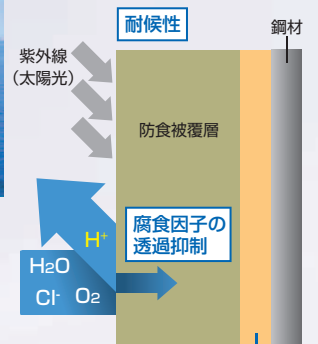 耐候性
鋼材
紫外線
(太陽光)
防食被覆層
腐食因子の
透過抑制
H⁺
H₂O
Cl⁻ O₂